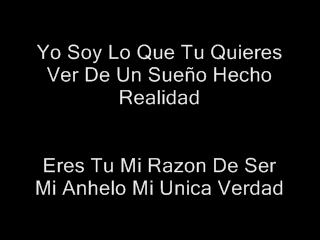 Yo Soy Lo Que Tu Quieres
Ver De Un Sueño Hecho
Realidad
Eres Tu Mi Razon De Ser
Mi Anhelo Mi Unica Verdad